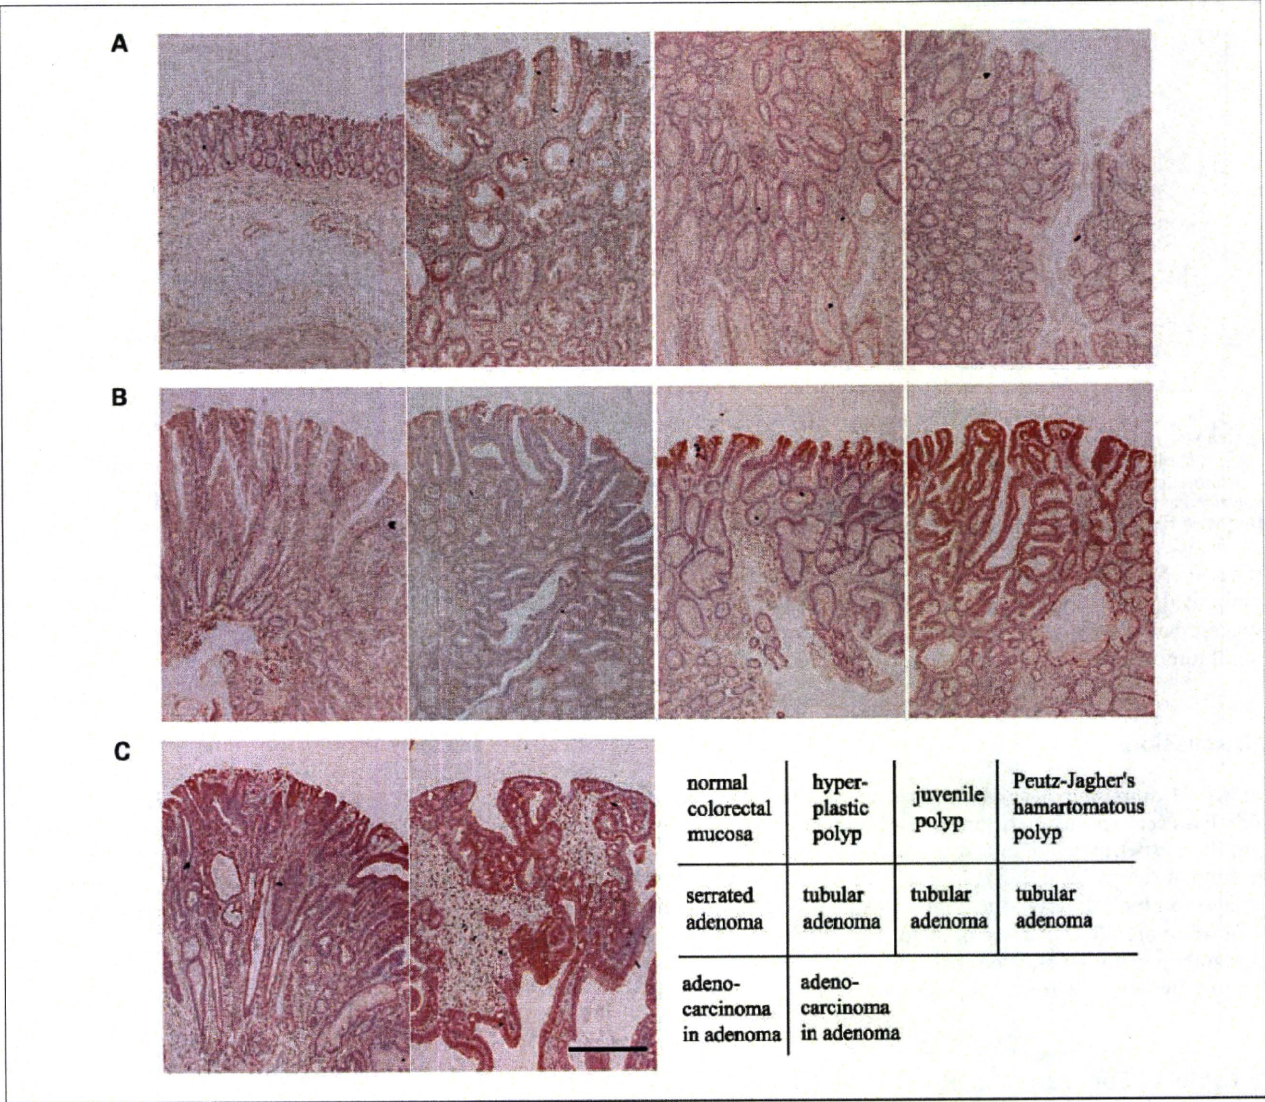 A
B
C
normal
colorectal
mucosa
hyper-
plastic
polyp
juvenile
polyp
Peutz-Jagher's
hamartomatous
polyp
serrated
adenoma
tubular
adenoma
tubular
adenoma
tubular
adenoma
adeno-
carcinoma
in adenoma
adeno-
carcinoma
in adenoma